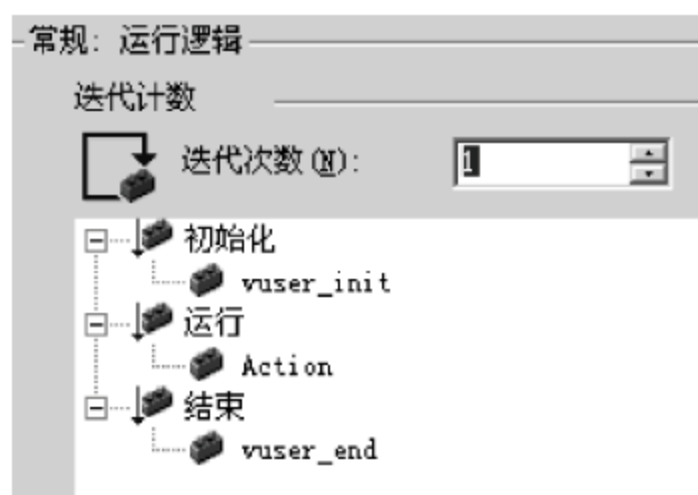 常规: 运行逻辑
迭代计数
迭代次数(N): 1
初始化
vuser_init
运行
Action
结束
vuser_end